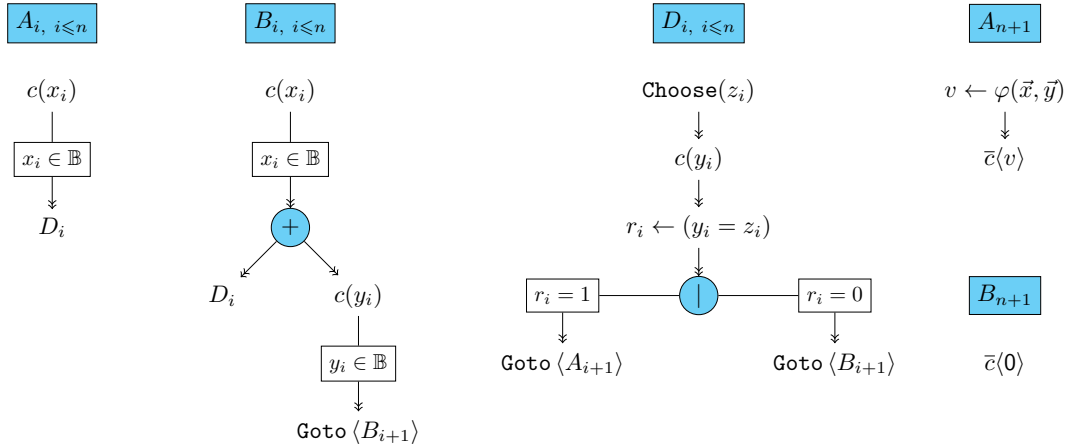 A_{i, i⩽n}
B_{i, i⩽n}
D_{i, i⩽n}
A_{n+1}
c(x_i)
c(x_i)
Choose(z_i)
v ← φ(x⃗, y⃗)
x_i ∈ 𝔹
x_i ∈ 𝔹
c(y_i)
c̅⟨v⟩
D_i
+
r_i ← (y_i = z_i)
D_i
c(y_i)
r_i = 1
|
r_i = 0
B_{n+1}
y_i ∈ 𝔹
Goto ⟨A_{i+1}⟩
Goto ⟨B_{i+1}⟩
c̅⟨0⟩
Goto ⟨B_{i+1}⟩